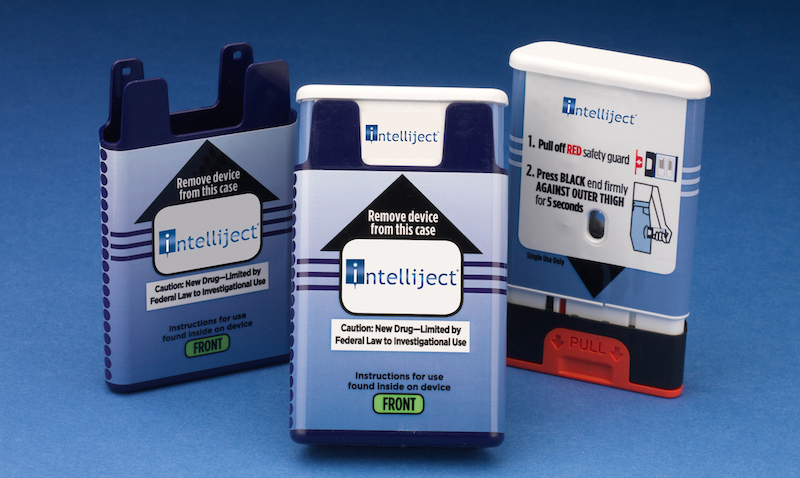 Remove device
from this case
intelliject®
Caution: New Drug—Limited by
Federal Law to Investigational Use
Instructions for use
found inside on device
FRONT
intelliject®
Remove device
from this case
intelliject®
Caution: New Drug—Limited by
Federal Law to Investigational Use
Instructions for use
found inside on device
FRONT
intelliject®
1. Pull off RED safety guard
2. Press BLACK end firmly
AGAINST OUTER THIGH
for 5 seconds
Single Use Only
PULL